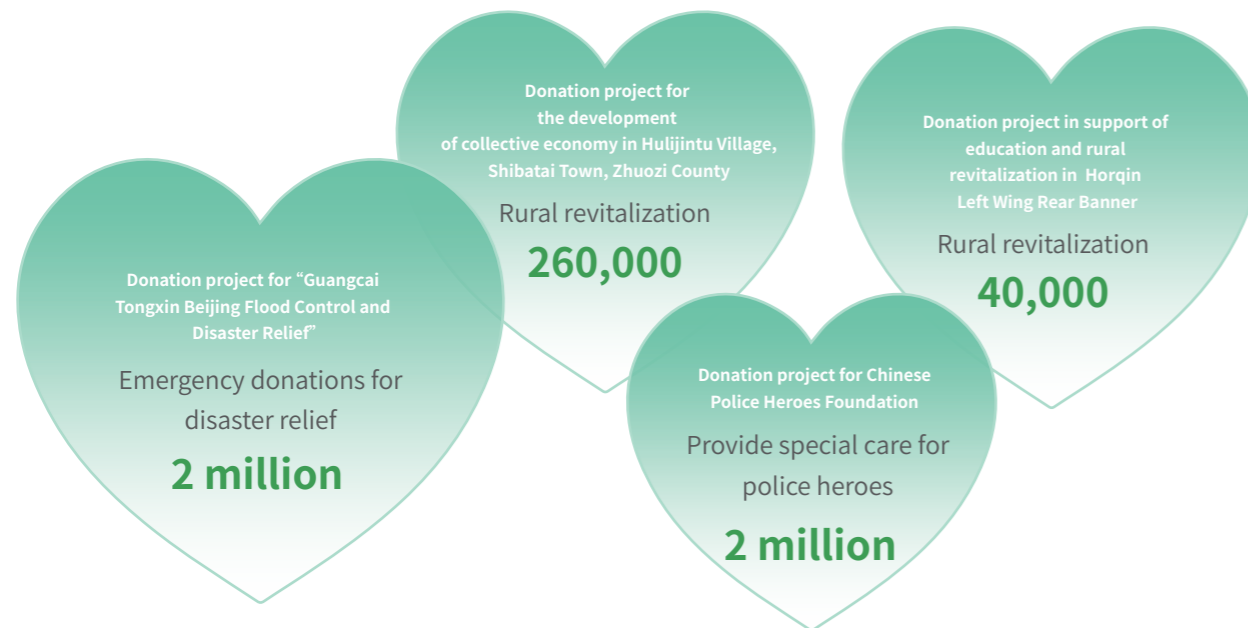 Donation project for "Guangcai
Tongxin Beijing Flood Control and
Disaster Relief"
Emergency donations for
disaster relief
2 million
Donation project for
the development
of collective economy in Hulijintu Village,
Shibatai Town, Zhuozi County
Rural revitalization
260,000
Donation project for Chinese
Police Heroes Foundation
Provide special care for
police heroes
2 million
Donation project in support of
education and rural
revitalization in Horqin
Left Wing Rear Banner
Rural revitalization
40,000